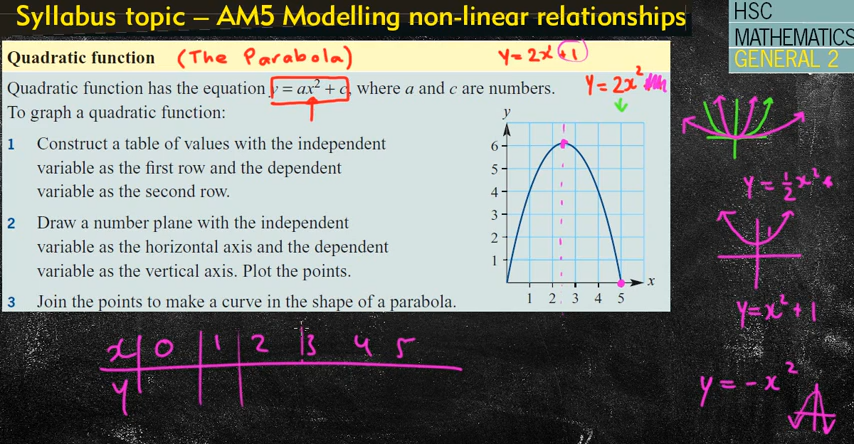 Syllabus topic – AM5 Modelling non-linear relationships
HSC
MATHEMATICS
GENERAL 2
Quadratic function (The Parabola)
y=2x+1
Quadratic function has the equation y = ax² + c, where a and c are numbers.
y=2x²
To graph a quadratic function:
1 Construct a table of values with the independent
variable as the first row and the dependent
variable as the second row.
2 Draw a number plane with the independent
variable as the horizontal axis and the dependent
variable as the vertical axis. Plot the points.
3 Join the points to make a curve in the shape of a parabola.
y
6
5
4
3
2
1
1 2 3 4 5 x
y=½x²+
y=x²+1
y=-x²
x 0 1 2 3 4 5
y